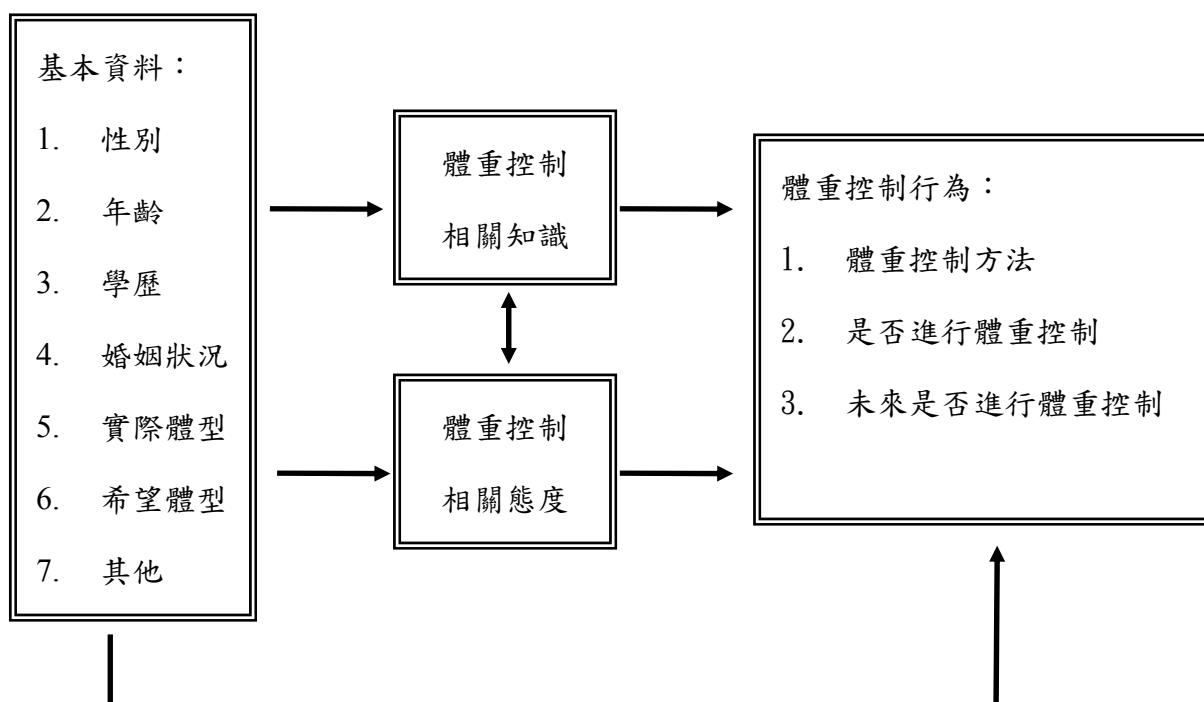 基本資料：
1. 性別
2. 年齡
3. 學歷
4. 婚姻狀況
5. 實際體型
6. 希望體型
7. 其他
體重控制
相關知識
體重控制
相關態度
體重控制行為：
1. 體重控制方法
2. 是否進行體重控制
3. 未來是否進行體重控制